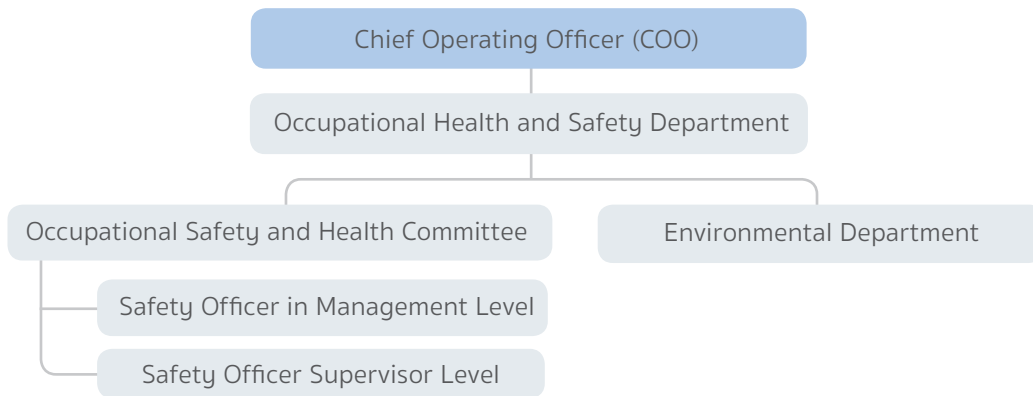 Chief Operating Officer (COO)
Occupational Health and Safety Department
Occupational Safety and Health Committee
Environmental Department
Safety Officer in Management Level
Safety Officer Supervisor Level